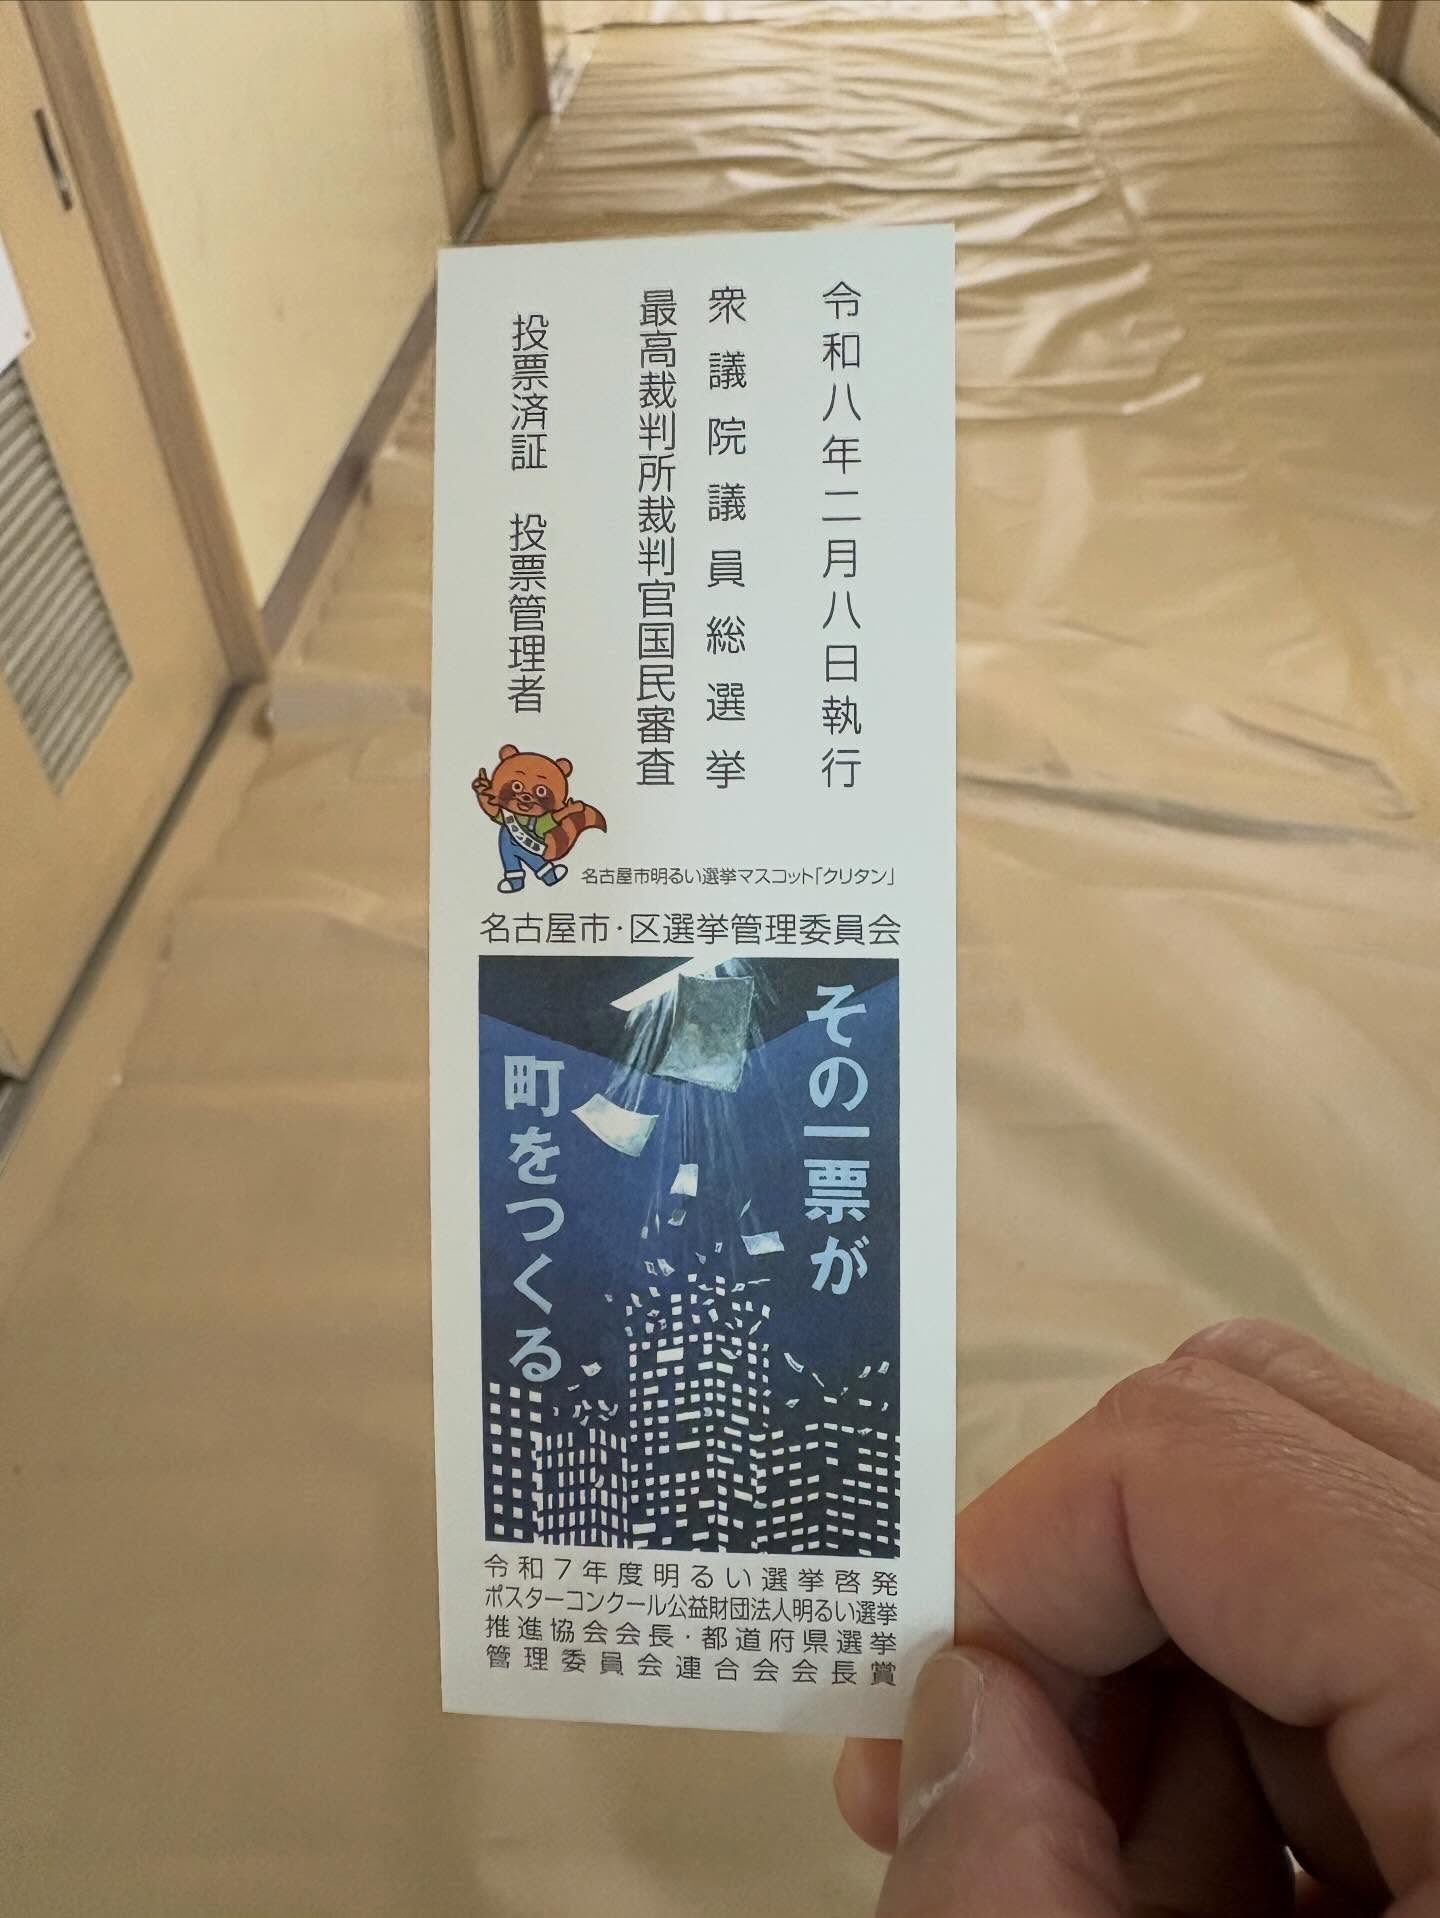 令和八年二月八日執行
衆議院議員総選挙
最高裁判所裁判官国民審査
投票済証　投票管理者
名古屋市明るい選挙マスコット「クリタン」
名古屋市・区選挙管理委員会
その一票が
町をつくる
令和7年度明るい選挙啓発
ポスターコンクール公益財団法人明るい選挙
推進協会会長・都道府県選挙
管理委員会連合会会長賞